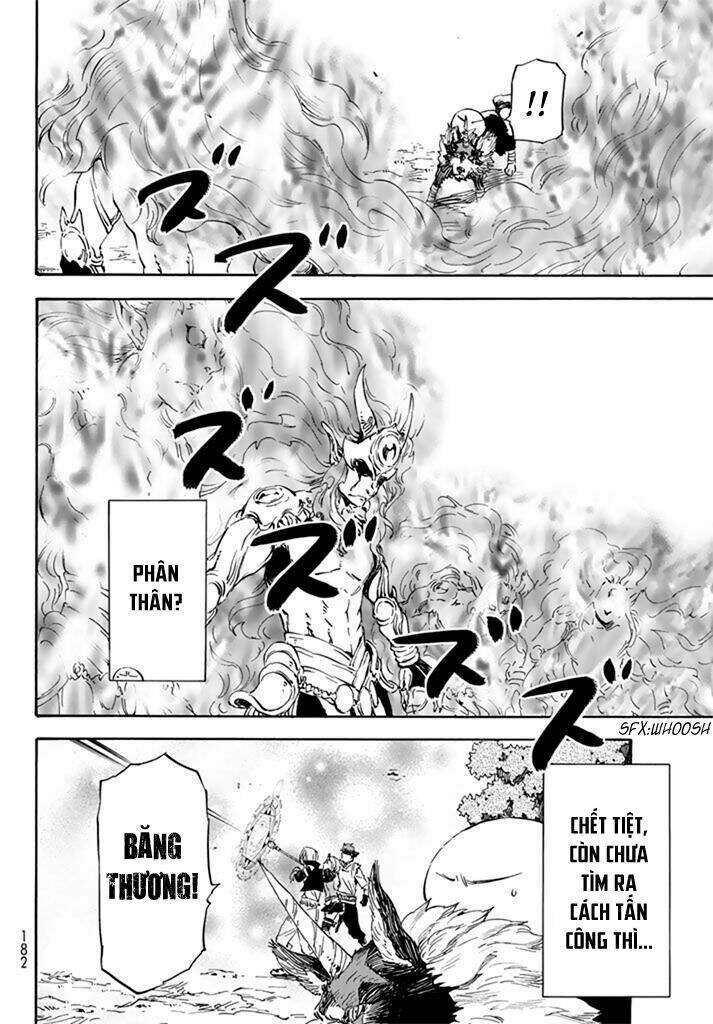 !!
ズズ
ズズズズ
PHÂN
THÂN?
SFX:WHOOSH
CHẾT TIỆT,
CÒN CHƯA
TÌM RA
CÁCH TẤN
CÔNG THÌ...
BĂNG
THƯƠNG!
182